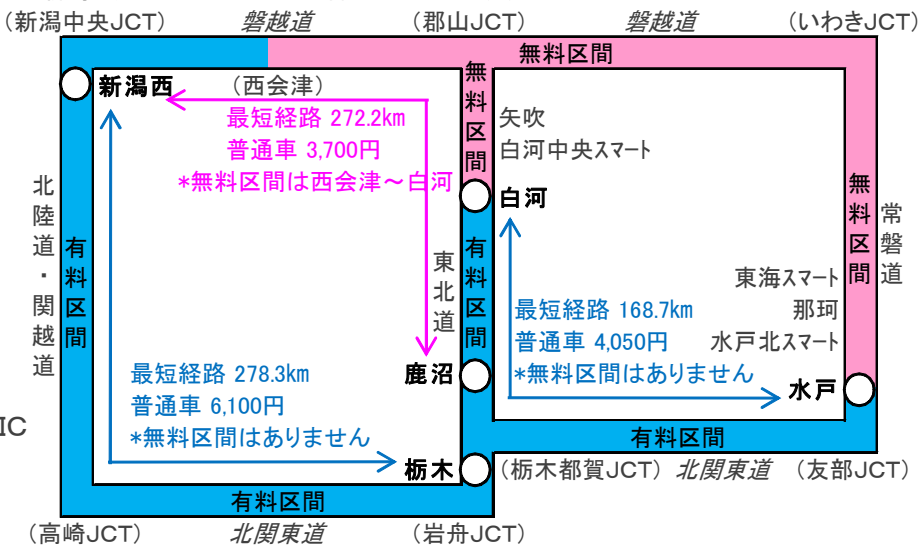 (新潟中央JCT) 磐越道 (郡山JCT) 磐越道 (いわきJCT)
無料区間
新潟西
(西会津)
最短経路 272.2km
普通車 3,700円
*無料区間は西会津～白河
無料区間
矢吹
白河中央スマート
白河
北陸道・関越道
有料区間
東北道
有料区間
無料区間
常磐道
東海スマート
那珂
水戸北スマート
最短経路 168.7km
普通車 4,050円
*無料区間はありません
鹿沼
水戸
最短経路 278.3km
普通車 6,100円
*無料区間はありません
IC
有料区間
栃木
(栃木都賀JCT) 北関東道 (友部JCT)
有料区間
(高崎JCT) 北関東道 (岩舟JCT)